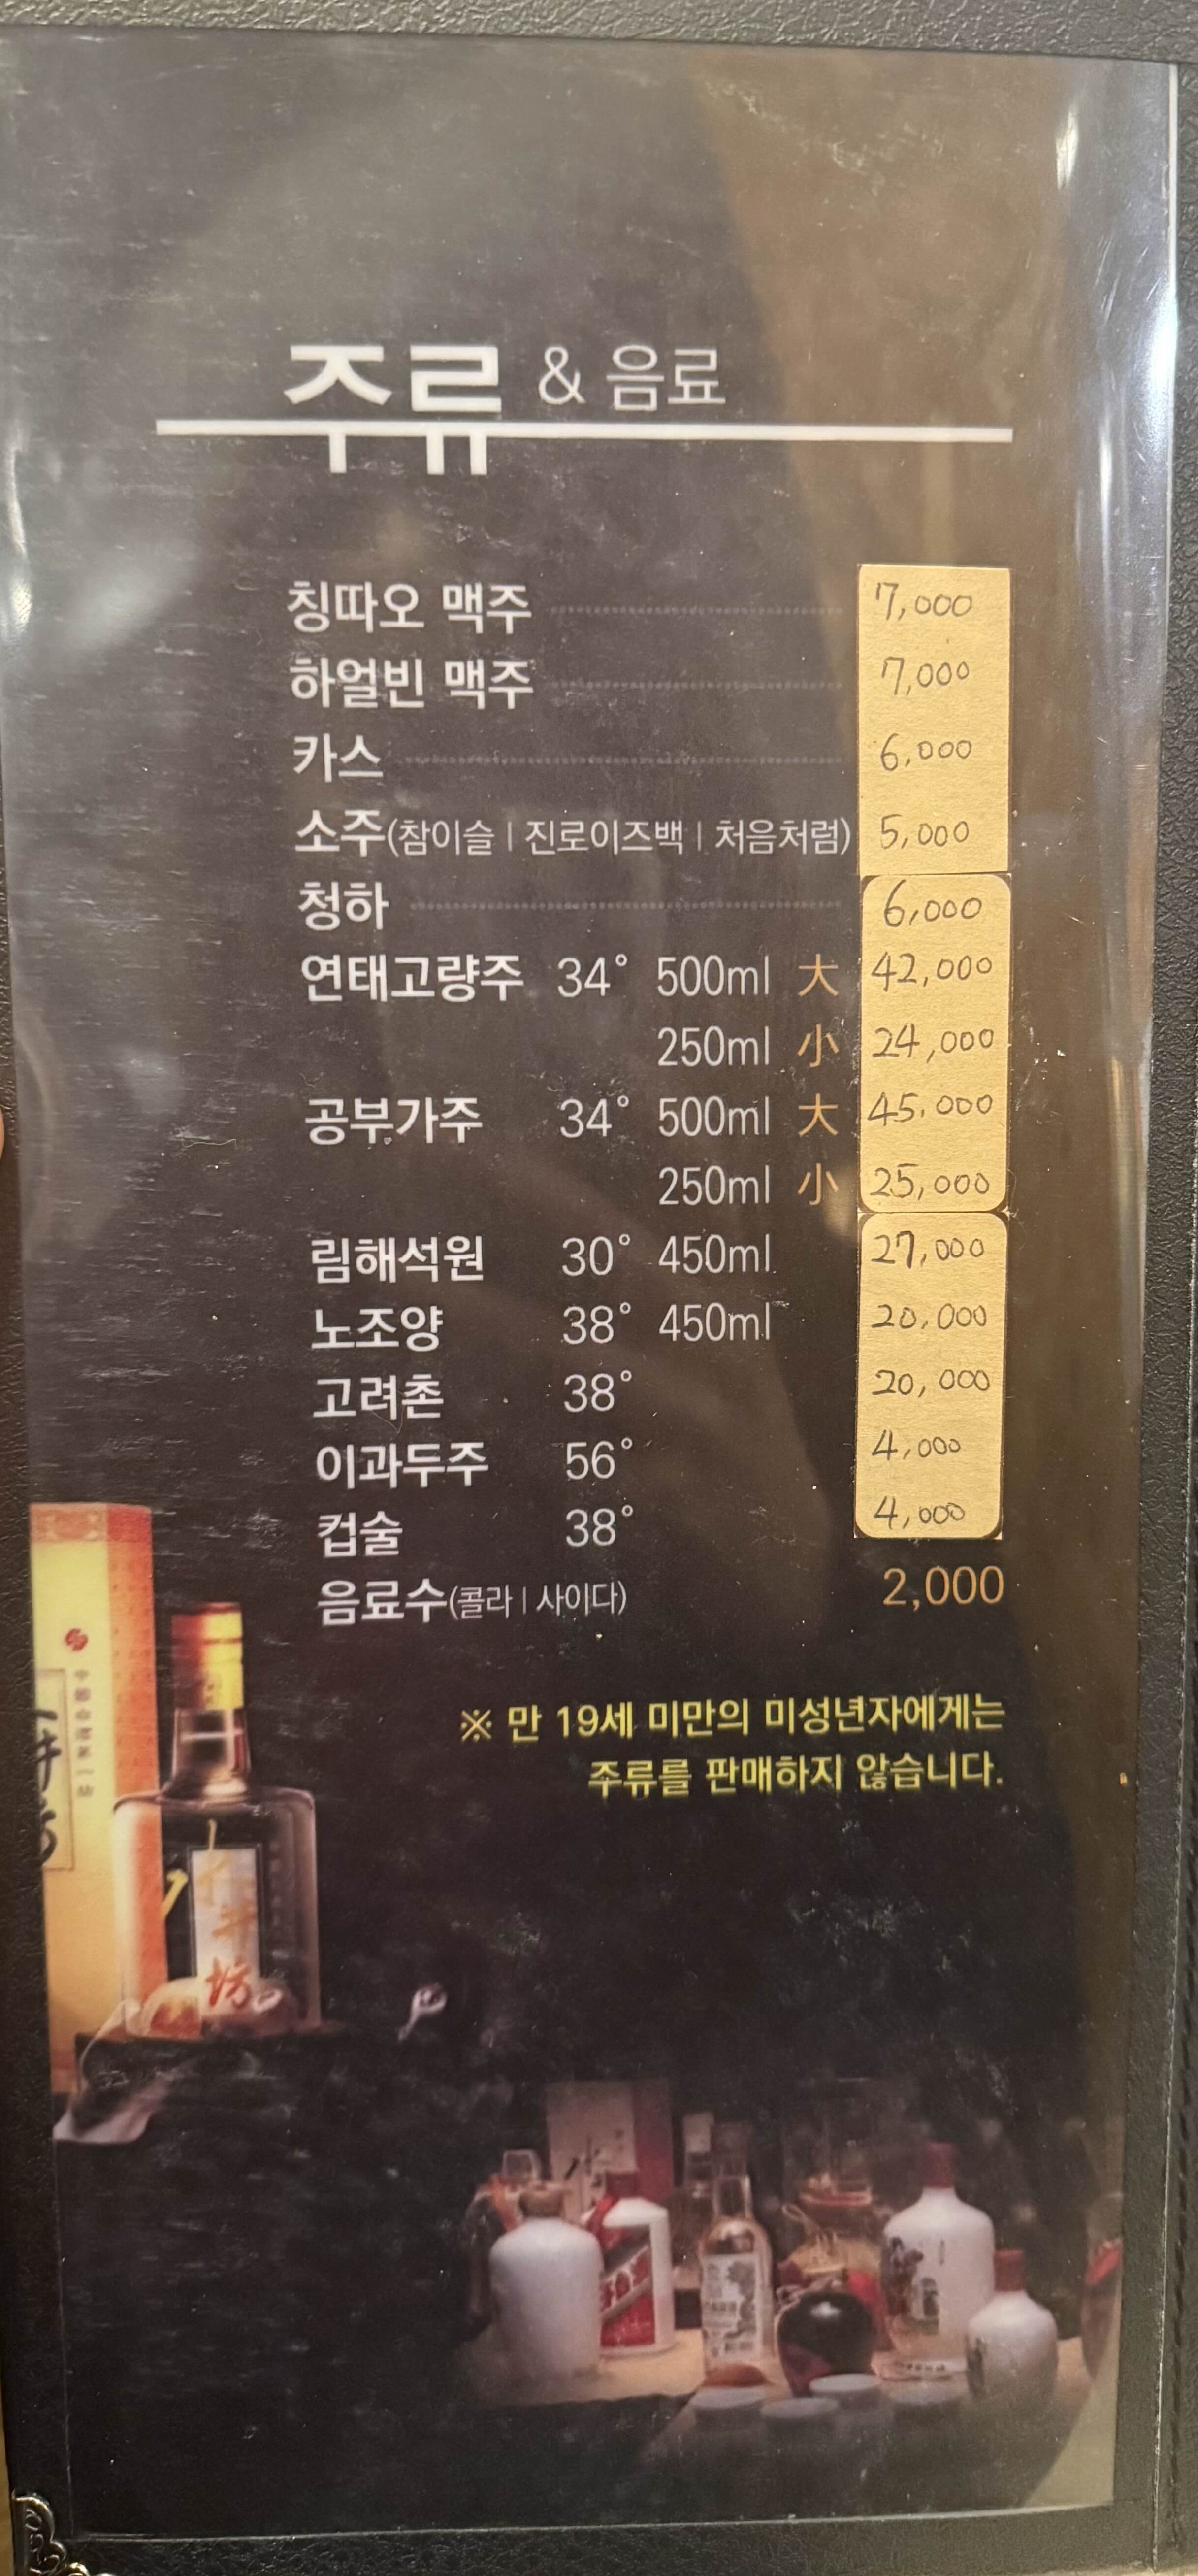 주류 & 음료
칭따오 맥주 7,000
하얼빈 맥주 7,000
카스 6,000
소주(참이슬 | 진로이즈백 | 처음처럼) 5,000
청하 6,000
연태고량주 34° 500ml 大 42,000
250ml 小 24,000
공부가주 34° 500ml 大 45.000
250ml 小 25,000
림해석원 30° 450ml 27,000
노조양 38° 450ml 20,000
고려촌 38° 20,000
이과두주 56° 4,000
컵술 38° 4,000
음료수(콜라 | 사이다) 2,000
※ 만 19세 미만의 미성년자에게는
주류를 판매하지 않습니다.
井
坊